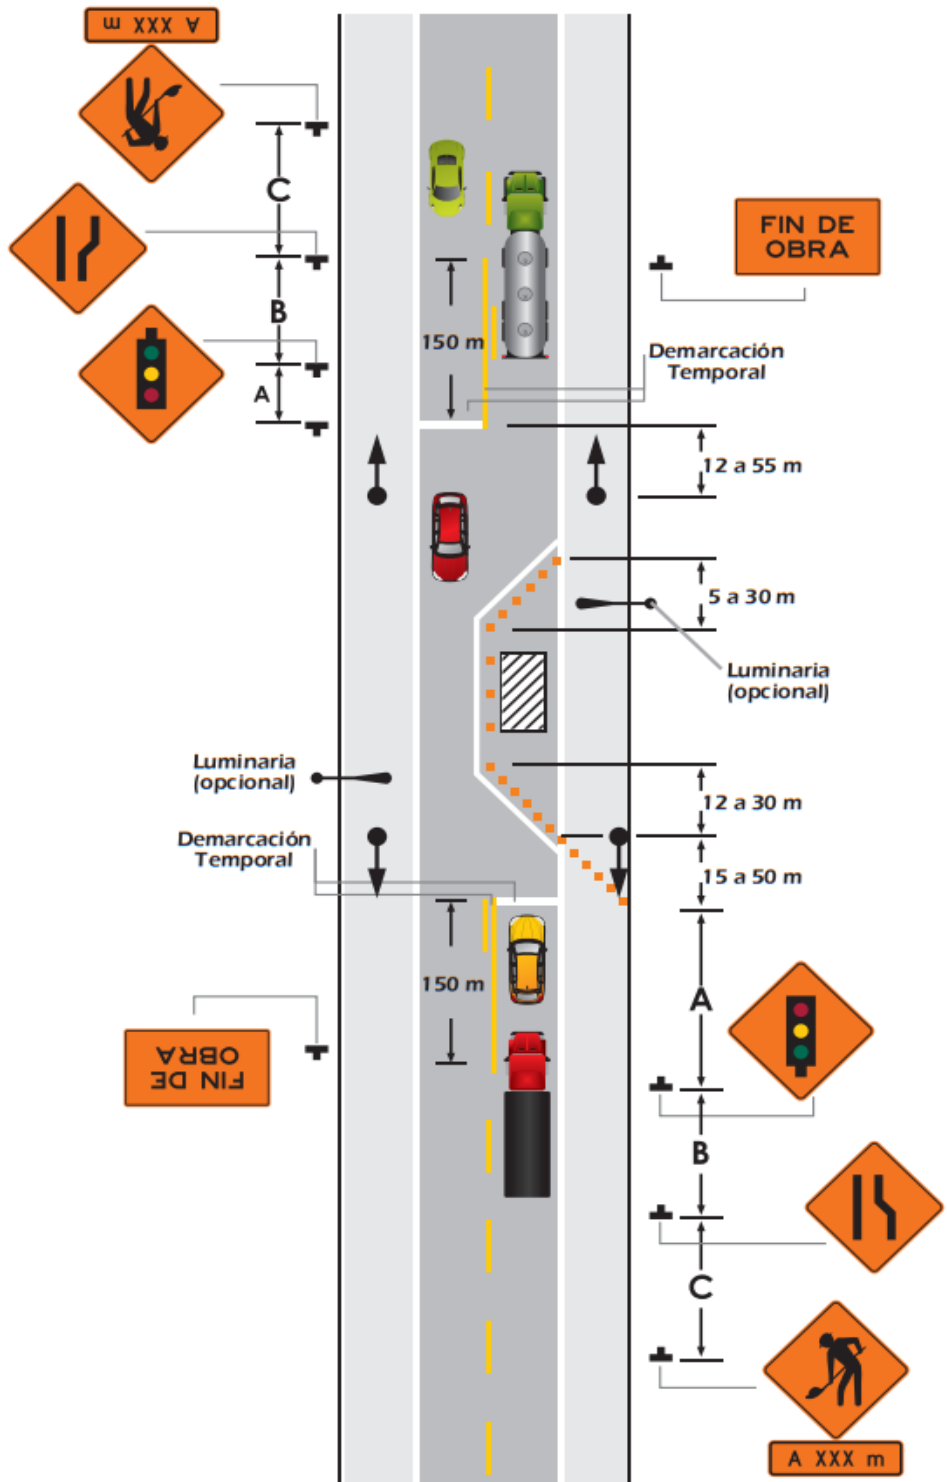 A XXX m
C
FIN DE
OBRA
B
150 m
Demarcación
Temporal
A
12 a 55 m
5 a 30 m
Luminaria
(opcional)
Luminaria
(opcional)
12 a 30 m
Demarcación
Temporal
15 a 50 m
150 m
A
FIN DE
OBRA
B
C
A XXX m